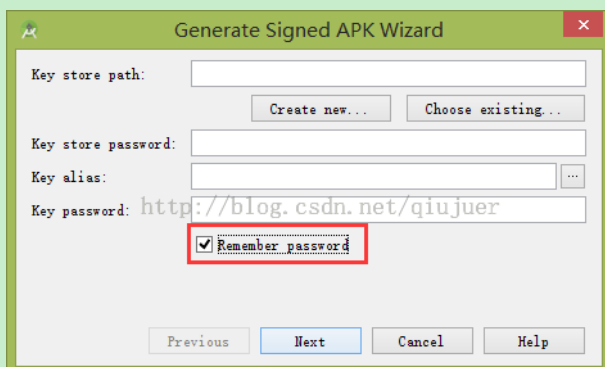 Generate Signed APK Wizard
Key store path:
Create new... Choose existing...
Key store password:
Key alias: ...
Key password:
http://blog.csdn.net/qiujuer
Remember password
Previous Next Cancel Help